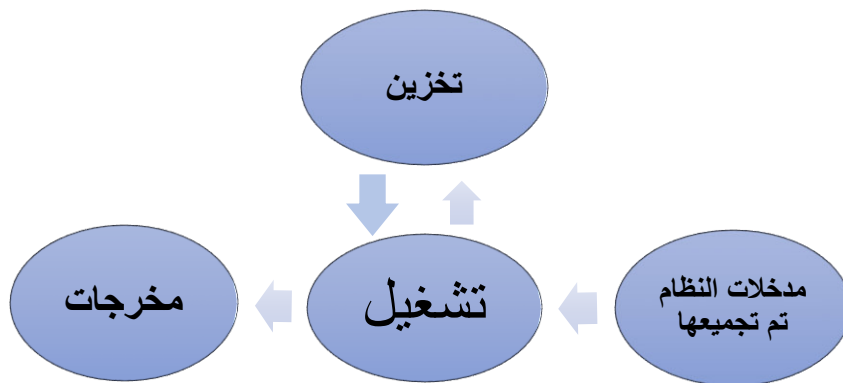 تخزين
مدخلات النظام
تم تجميعها
تشغيل
مخرجات